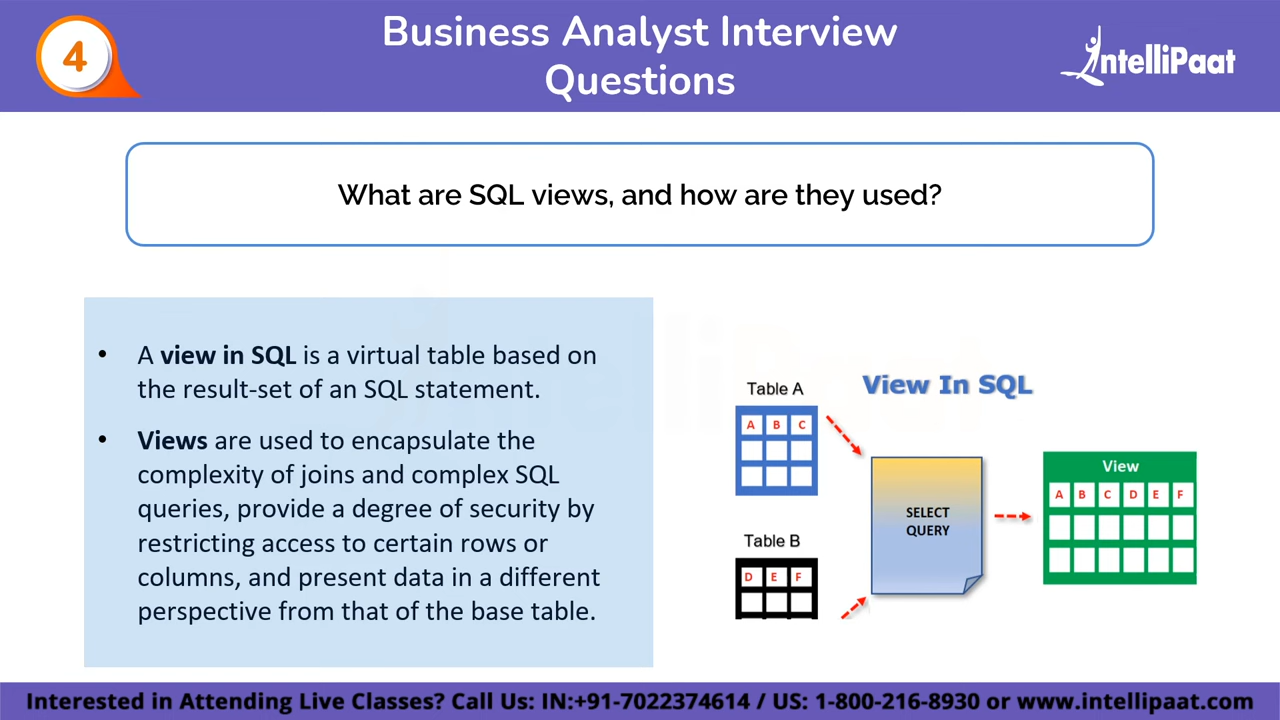 4
Business Analyst Interview
Questions
IntelliPaat
What are SQL views, and how are they used?
• A view in SQL is a virtual table based on
the result-set of an SQL statement.
• Views are used to encapsulate the
complexity of joins and complex SQL
queries, provide a degree of security by
restricting access to certain rows or
columns, and present data in a different
perspective from that of the base table.
View In SQL
Table A
A B C
Table B
D E F
SELECT
QUERY
View
A B C D E F
Interested in Attending Live Classes? Call Us: IN:+91-7022374614 / US: 1-800-216-8930 or www.intellipaat.com